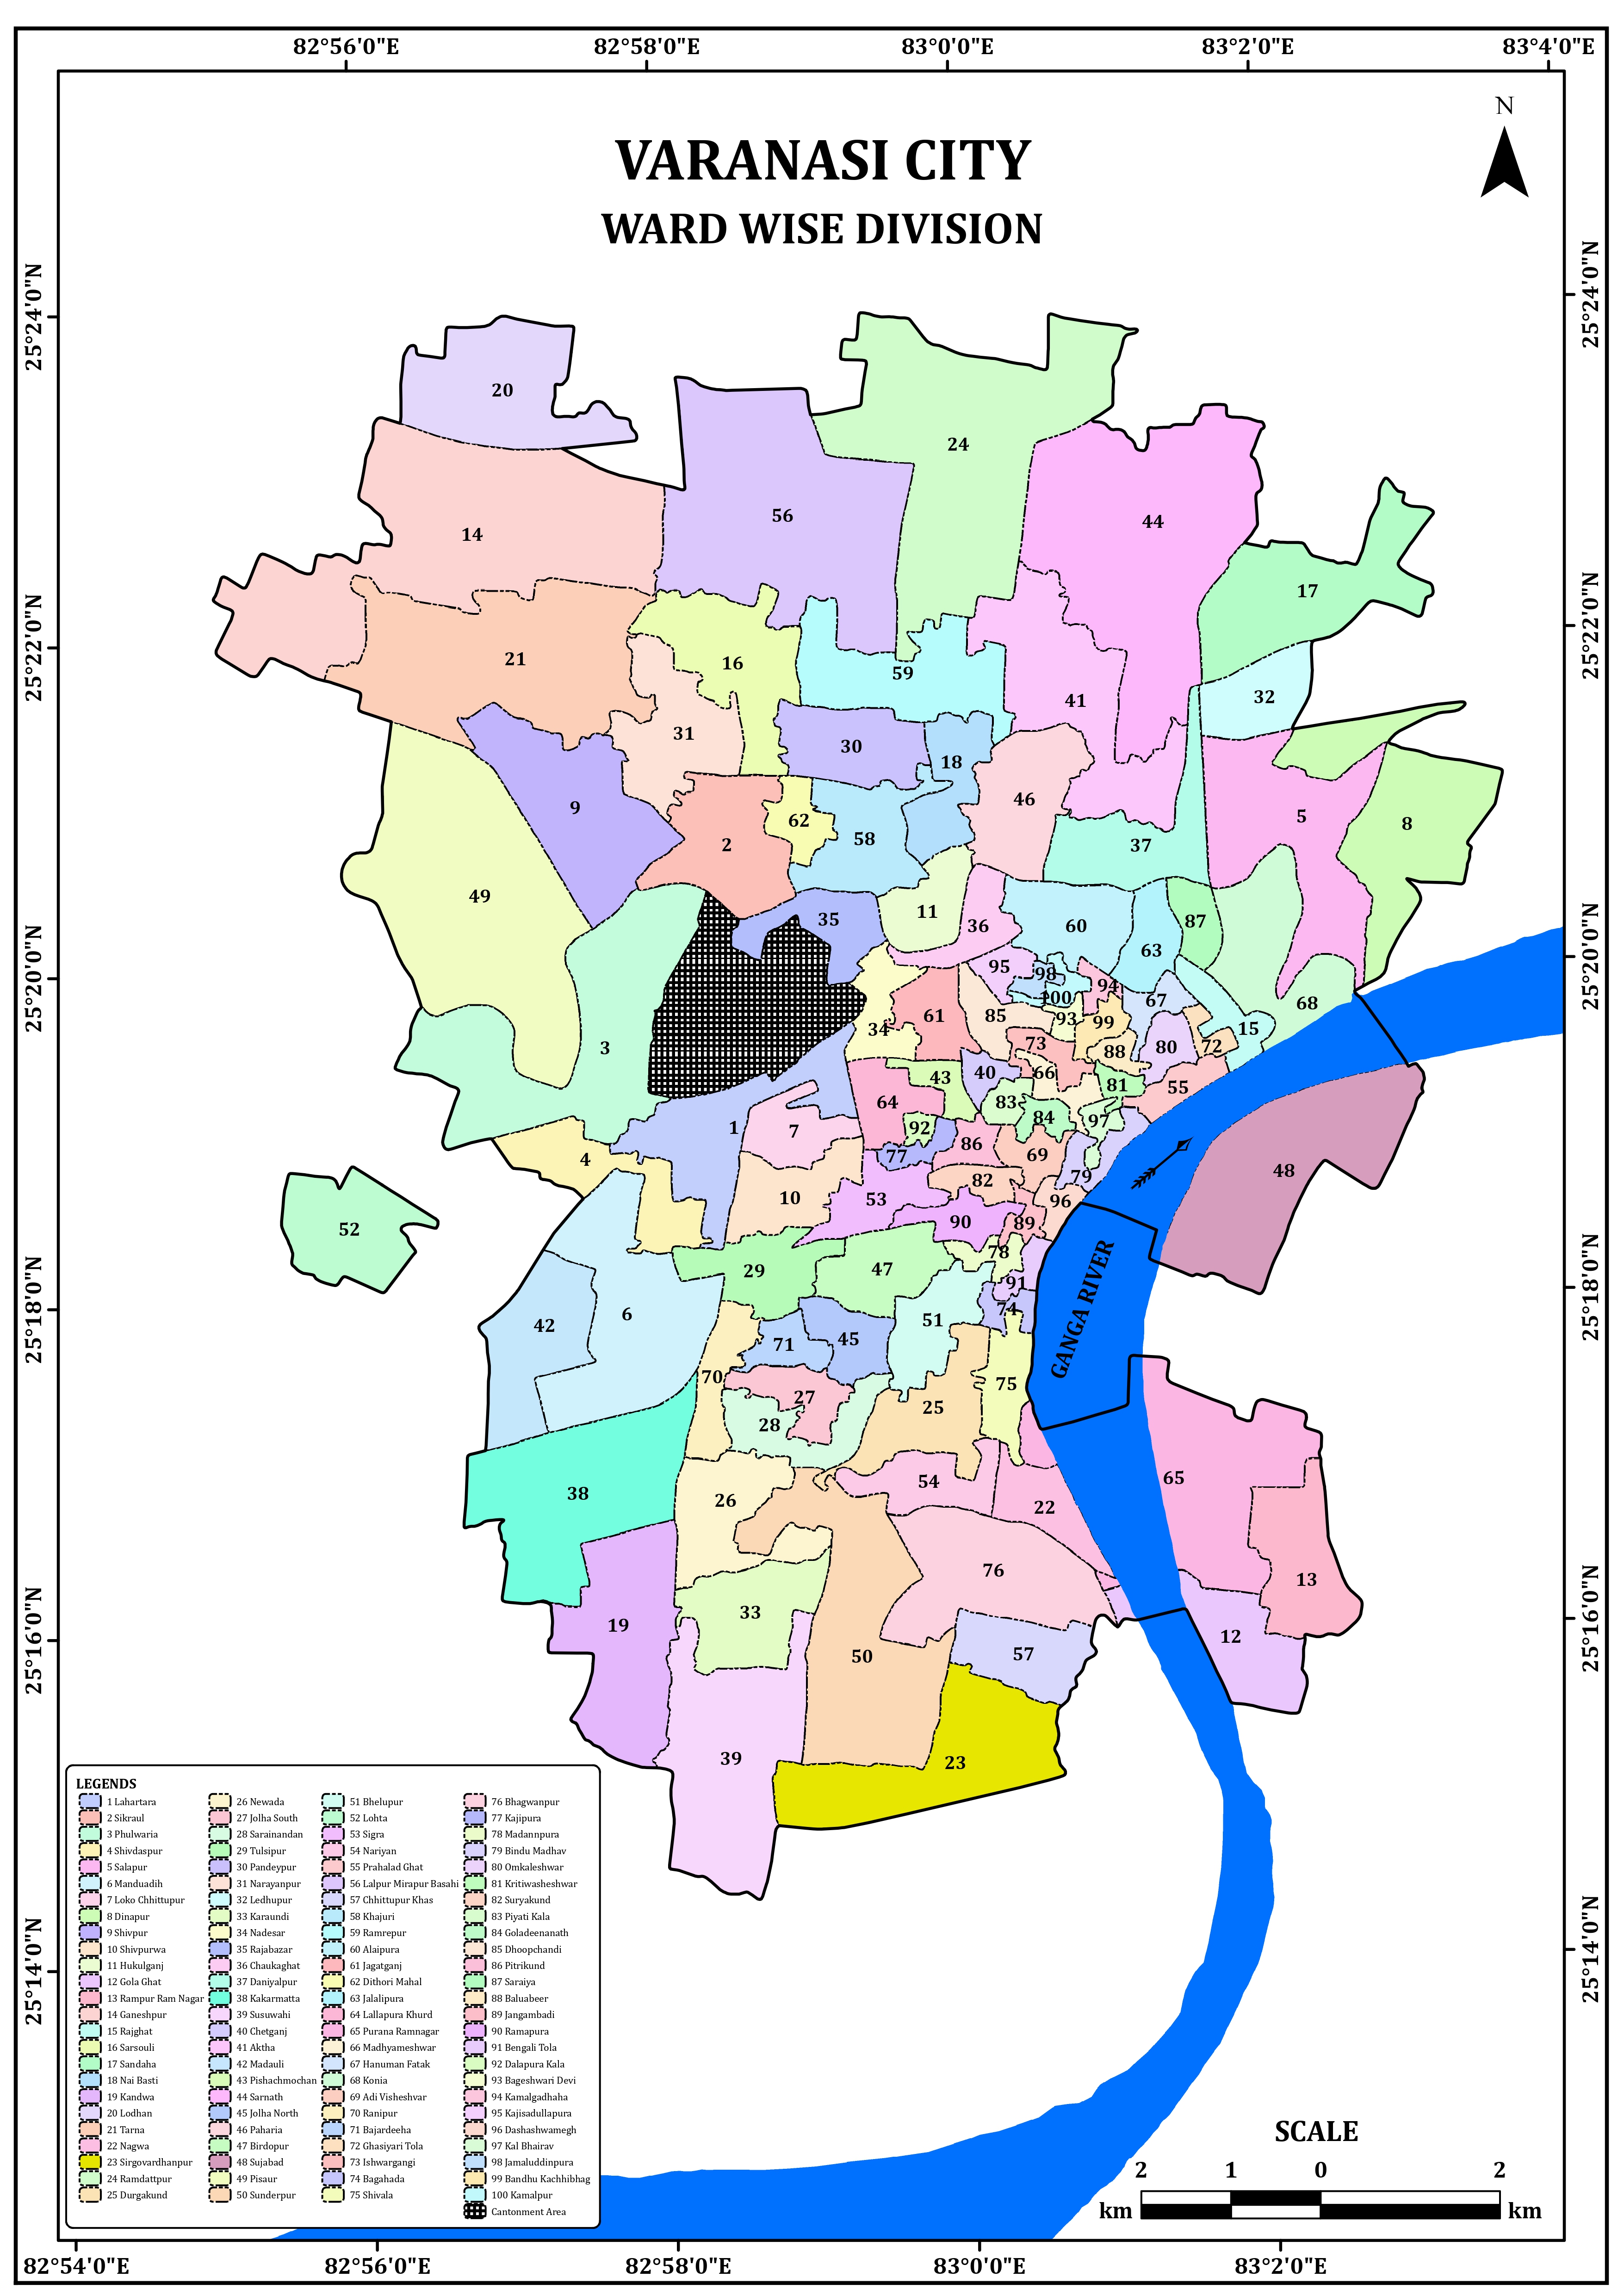 82°56'0"E 82°58'0"E 83°0'0"E 83°2'0"E 83°4'0"E
N
VARANASI CITY
WARD WISE DIVISION
25°24'0"N 25°24'0"N
20
24
56
44
14
17
25°22'0"N 25°22'0"N
21
16
59
32
41
31
30
18
9
46
62
5
8
2
58
37
49
11
35
87
36
60
63
25°20'0"N 25°20'0"N
95
98
94
100
67
68
34
61
85
93
99
15
3
73
88
80
72
40
66
43
81
55
64
83
84
97
1
7
92
86
77
69
4
48
79
82
10
53
96
52
90
89
78
29
47
25°18'0"N 25°18'0"N
91
74
GANGA RIVER
6
42
51
71
45
70
75
27
25
28
65
54
38
26
22
76
13
25°16'0"N 25°16'0"N
33
19
12
50
57
39
23
LEGENDS
1 Lahartara
2 Sikraul
3 Phulwaria
4 Shivdaspur
5 Salapur
6 Manduadih
7 Loko Chhittupur
8 Dinapur
9 Shivpur
10 Shivpurwa
11 Hukulganj
12 Gola Ghat
13 Rampur Ram Nagar
14 Ganeshpur
15 Rajghat
16 Sarsouli
17 Sandaha
18 Nai Basti
19 Kandwa
20 Lodhan
21 Tarna
22 Nagwa
23 Sirgovardhanpur
24 Ramdattpur
25 Durgakund
26 Newada
27 Jolha South
28 Sarainandan
29 Tulsipur
30 Pandeypur
31 Narayanpur
32 Ledhupur
33 Karaundi
34 Nadesar
35 Rajabazar
36 Chaukaghat
37 Daniyalpur
38 Kakarmatta
39 Susuwahi
40 Chetganj
41 Aktha
42 Madauli
43 Pishachmochan
44 Sarnath
45 Jolha North
46 Paharia
47 Birdopur
48 Sujabad
49 Pisaur
50 Sunderpur
51 Bhelupur
52 Lohta
53 Sigra
54 Nariyan
55 Prahalad Ghat
56 Lalpur Mirapur Basahi
57 Chhittupur Khas
58 Khajuri
59 Ramrepur
60 Alaipura
61 Jagatganj
62 Dithori Mahal
63 Jalalipura
64 Lallapura Khurd
65 Purana Ramnagar
66 Madhyameshwar
67 Hanuman Fatak
68 Konia
69 Adi Visheshvar
70 Ranipur
71 Bajardeeha
72 Ghasiyari Tola
73 Ishwargangi
74 Bagahada
75 Shivala
76 Bhagwanpur
77 Kajipura
78 Madannpura
79 Bindu Madhav
80 Omkaleshwar
81 Kritiwasheshwar
82 Suryakund
83 Piyati Kala
84 Goladeenanath
85 Dhoopchandi
86 Pitrikund
87 Saraiya
88 Baluabeer
89 Jangambadi
90 Ramapura
91 Bengali Tola
92 Dalapura Kala
93 Bageshwari Devi
94 Kamalgadhaha
95 Kajisadullapura
96 Dashashwamegh
97 Kal Bhairav
98 Jamaluddinpura
99 Bandhu Kachhibhag
100 Kamalpur
Cantonment Area
25°14'0"N 25°14'0"N
SCALE
2 1 0 2
km km
82°54'0"E 82°56'0"E 82°58'0"E 83°0'0"E 83°2'0"E